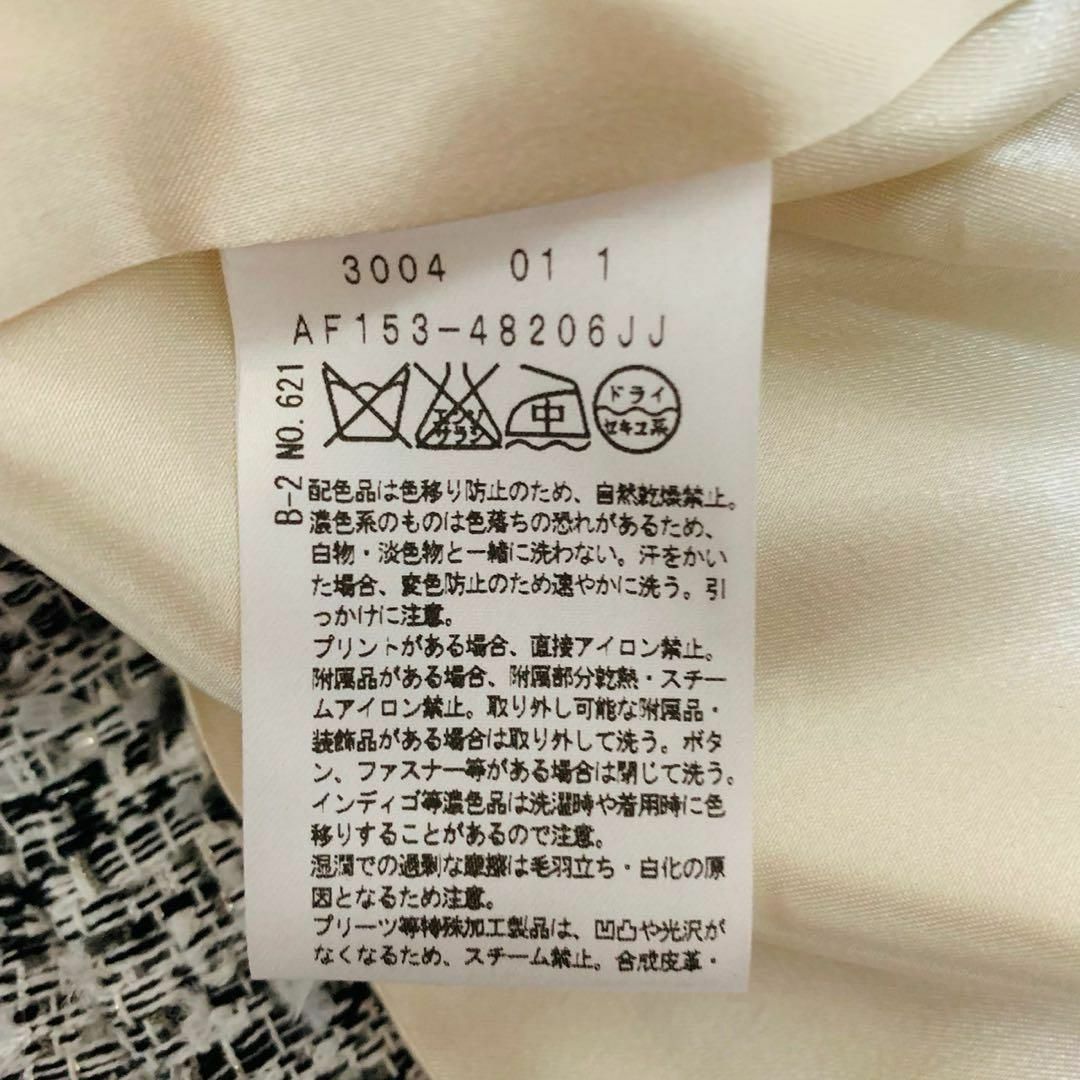 3004 01 1
AF153-48206JJ
B-2 NO. 621
エンソ サラシ
中
ドライ
セキユ系
配色品は色移り防止のため、自然乾燥禁止。
濃色系のものは色落ちの恐れがあるため、
白物・淡色物と一緒に洗わない。汗をかい
た場合、変色防止のため速やかに洗う。引
っかけに注意。
プリントがある場合、直接アイロン禁止。
附属品がある場合、附属部分乾熱・スチー
ムアイロン禁止。取り外し可能な附属品・
装飾品がある場合は取り外して洗う。ボタ
ン、ファスナー等がある場合は閉じて洗う。
インディゴ等濃色品は洗濯時や着用時に色
移りすることがあるので注意。
湿潤での過剰な摩擦は毛羽立ち・白化の原
因となるため注意。
プリーツ等特殊加工製品は、凹凸や光沢が
なくなるため、スチーム禁止。合成皮革・